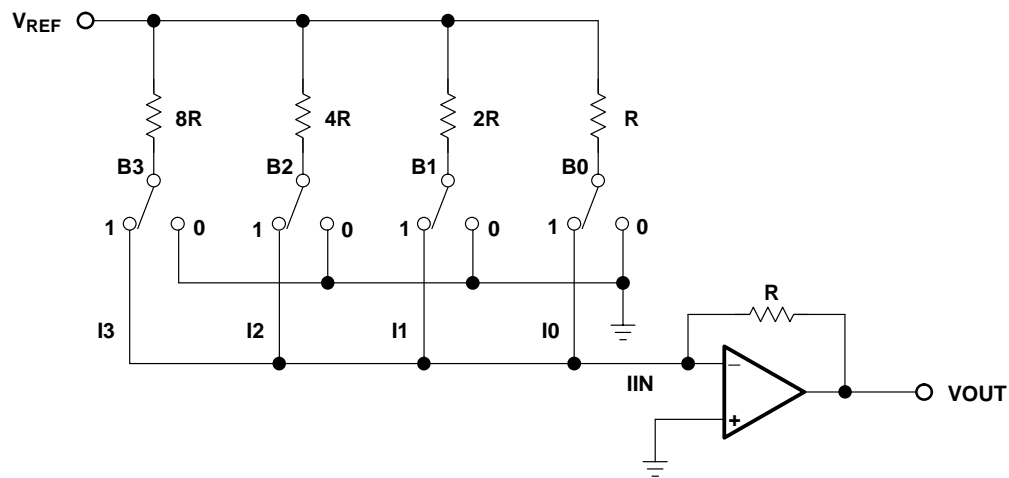 VREF
8R 4R 2R R
B3 B2 B1 B0
1 0 1 0 1 0 1 0
R
I3 I2 I1 I0
IIN
− +
VOUT